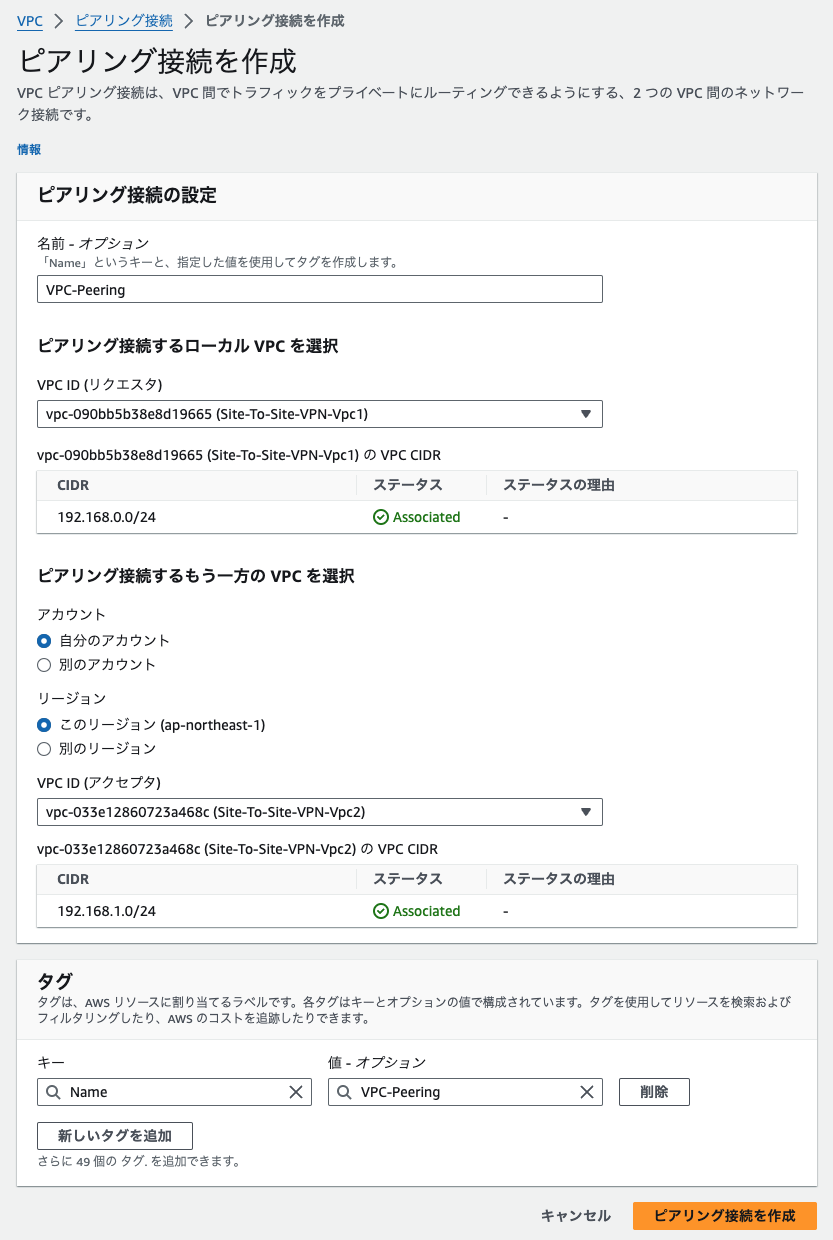 VPC > ピアリング接続 > ピアリング接続を作成
ピアリング接続を作成
VPC ピアリング接続は、VPC 間でトラフィックをプライベートにルーティングできるようにする、2 つの VPC 間のネットワー
ク接続です。
情報
ピアリング接続の設定
名前 - オプション
「Name」というキーと、指定した値を使用してタグを作成します。
VPC-Peering
ピアリング接続するローカル VPC を選択
VPC ID (リクエスタ)
vpc-090bb5b38e8d19665 (Site-To-Site-VPN-Vpc1)
vpc-090bb5b38e8d19665 (Site-To-Site-VPN-Vpc1) の VPC CIDR
CIDR ステータス ステータスの理由
192.168.0.0/24 Associated -
ピアリング接続するもう一方の VPC を選択
アカウント
自分のアカウント
別のアカウント
リージョン
このリージョン (ap-northeast-1)
別のリージョン
VPC ID (アクセプタ)
vpc-033e12860723a468c (Site-To-Site-VPN-Vpc2)
vpc-033e12860723a468c (Site-To-Site-VPN-Vpc2) の VPC CIDR
CIDR ステータス ステータスの理由
192.168.1.0/24 Associated -
タグ
タグは、AWS リソースに割り当てるラベルです。各タグはキーとオプションの値で構成されています。タグを使用してリソースを検索および
フィルタリングしたり、AWS のコストを追跡したりできます。
キー 値 - オプション
Name VPC-Peering 削除
新しいタグを追加
さらに 49 個の タグ. を追加できます。
キャンセル ピアリング接続を作成